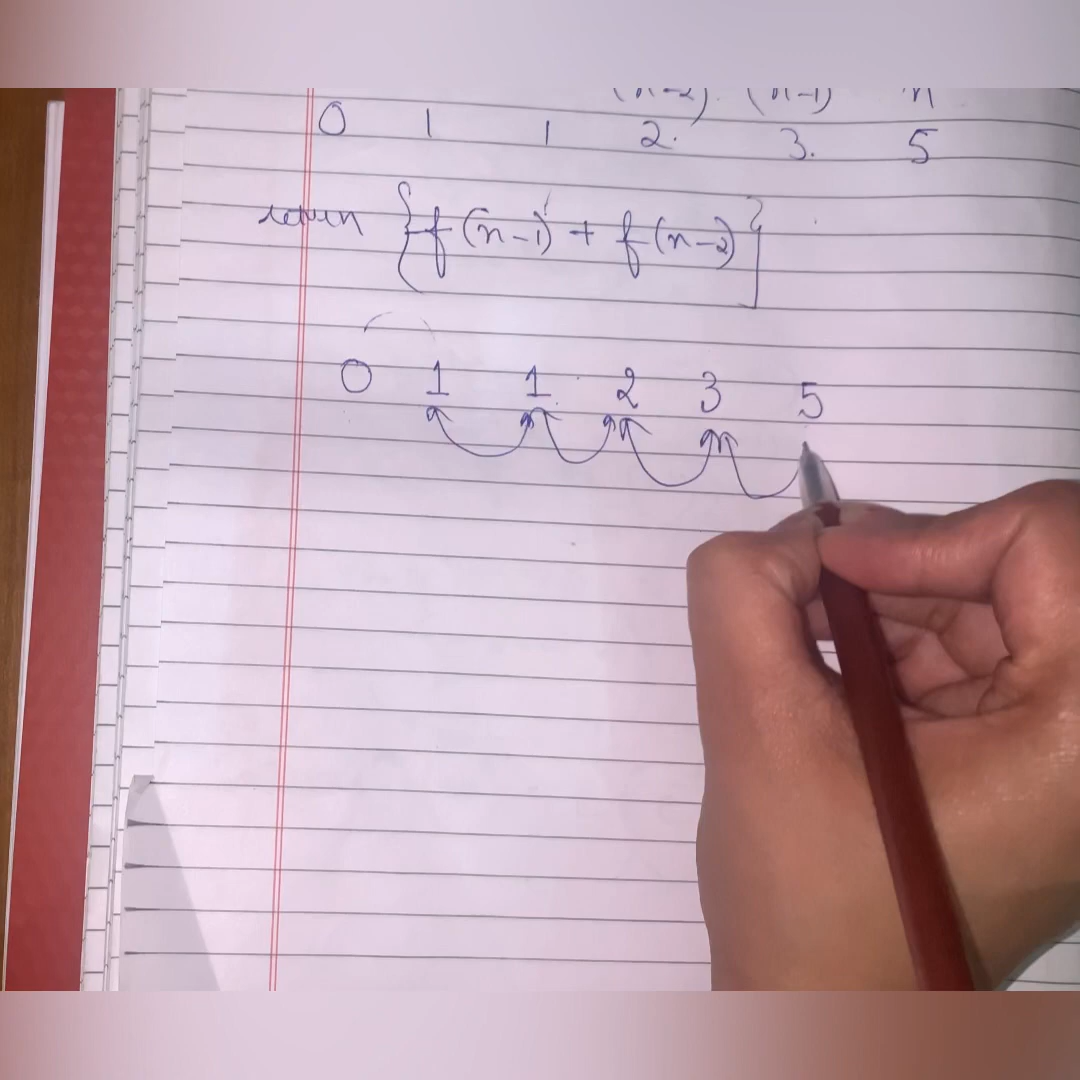 (n-2). (n-1) n
0 1 1 2. 3. 5
return {f(n-1) + f(n-2)}
0 1 1 2 3 5